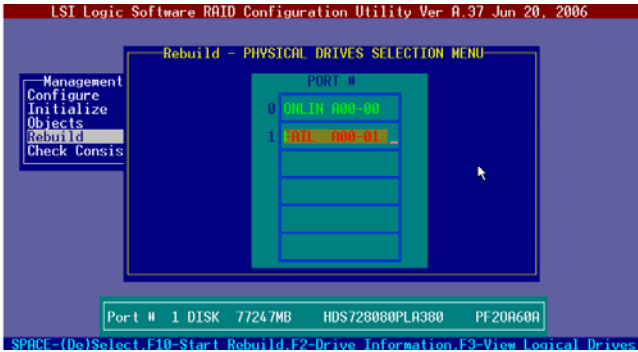 LSI Logic Software RAID Configuration Utility Ver A.37 Jun 20, 2006
Rebuild - PHYSICAL DRIVES SELECTION MENU
Management
Configure
Initialize
Objects
Rebuild
Check Consis
PORT #
0 ONLIN A00-00
1 FAIL A00-01
Port # 1 DISK 77247MB HDS728080PLA380 PF2OA60A
SPACE-(De)Select,F10-Start Rebuild,F2-Drive Information,F3-View Logical Drives